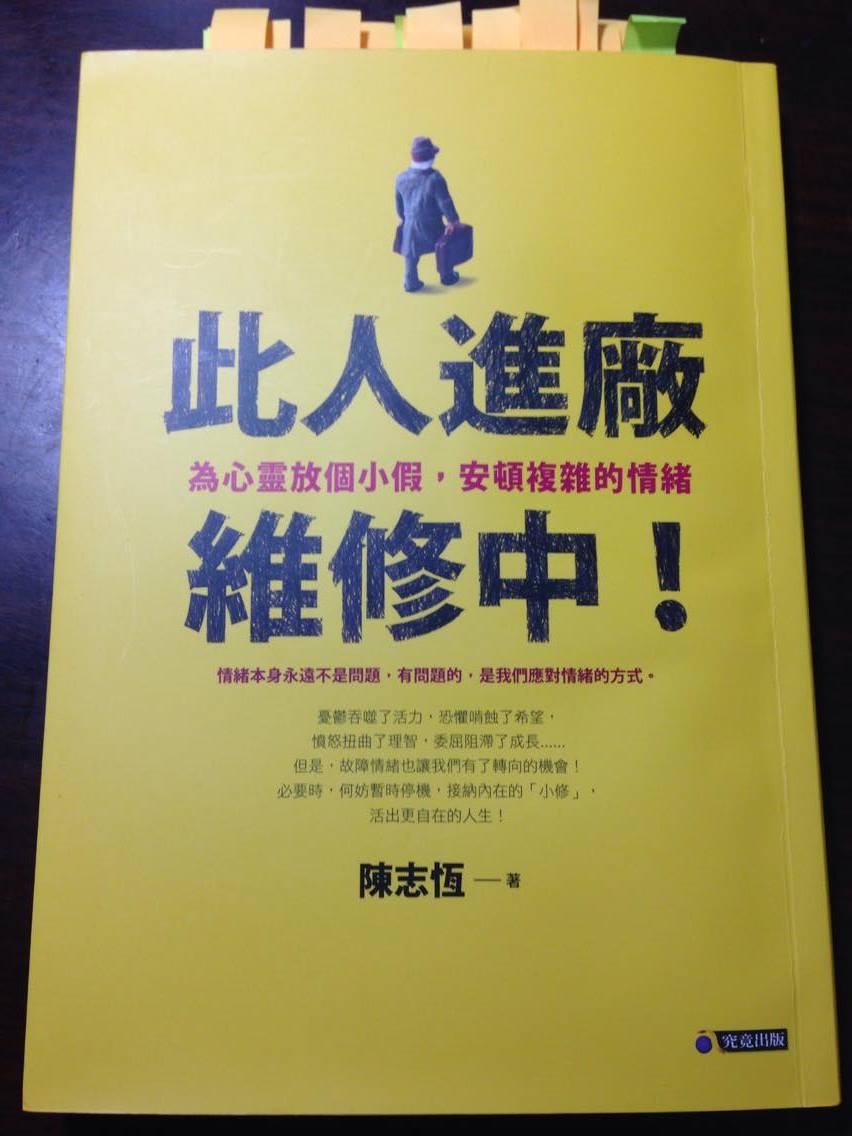 此人進廠
為心靈放個小假，安頓複雜的情緒
維修中！
情緒本身永遠不是問題，有問題的，是我們應對情緒的方式。
憂鬱吞噬了活力，恐懼啃蝕了希望，
憤怒扭曲了理智，委屈阻滯了成長……
但是，故障情緒也讓我們有了轉向的機會！
必要時，何妨暫時停機，接納內在的「小修」，
活出更自在的人生！
陳志恆 — 著
究竟出版